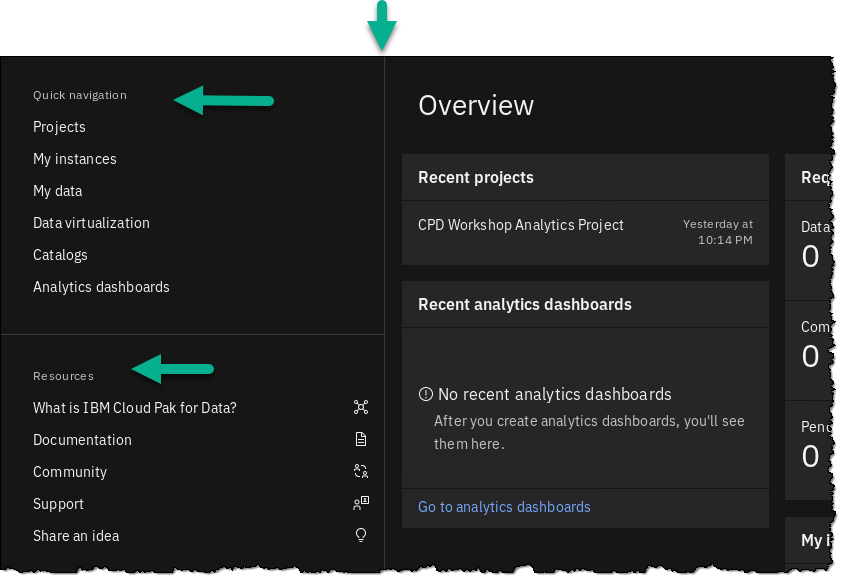 Quick navigation
Projects
My instances
My data
Data virtualization
Catalogs
Analytics dashboards
Resources
What is IBM Cloud Pak for Data?
Documentation
Community
Support
Share an idea
Overview
Recent projects
CPD Workshop Analytics Project
Yesterday at
10:14 PM
Recent analytics dashboards
No recent analytics dashboards
After you create analytics dashboards, you'll see
them here.
Go to analytics dashboards
Data
0
0
0
My